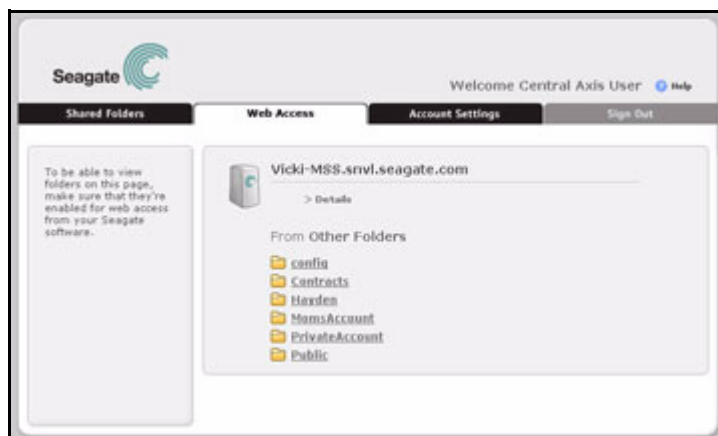 Seagate
Welcome Central Axis User
Help
Shared Folders
Web Access
Account Settings
Sign Out
To be able to view
folders on this page,
make sure that they're
enabled for web access
from your Seagate
software.
Vicki-MSS.snvl.seagate.com
> Details
From Other Folders
config
Contracts
Hayden
MomsAccount
PrivateAccount
Public